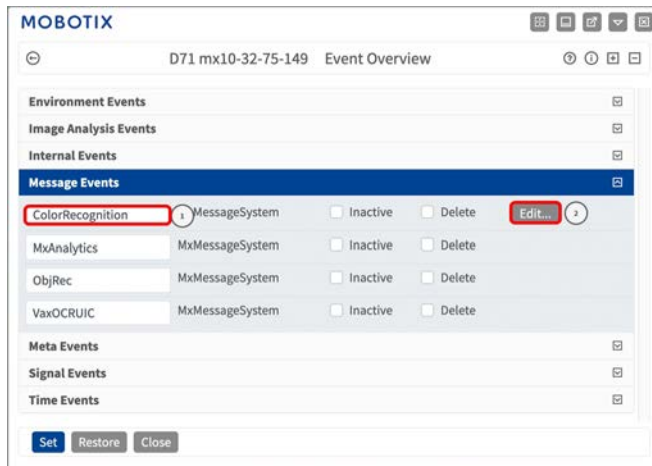 MOBOTIX
D71 mx10-32-75-149 Event Overview
Environment Events
Image Analysis Events
Internal Events
Message Events
ColorRecognition 1 MessageSystem Inactive Delete Edit... 2
MxAnalytics MxMessageSystem Inactive Delete
ObjRec MxMessageSystem Inactive Delete
VaxOCRUIC MxMessageSystem Inactive Delete
Meta Events
Signal Events
Time Events
Set Restore Close